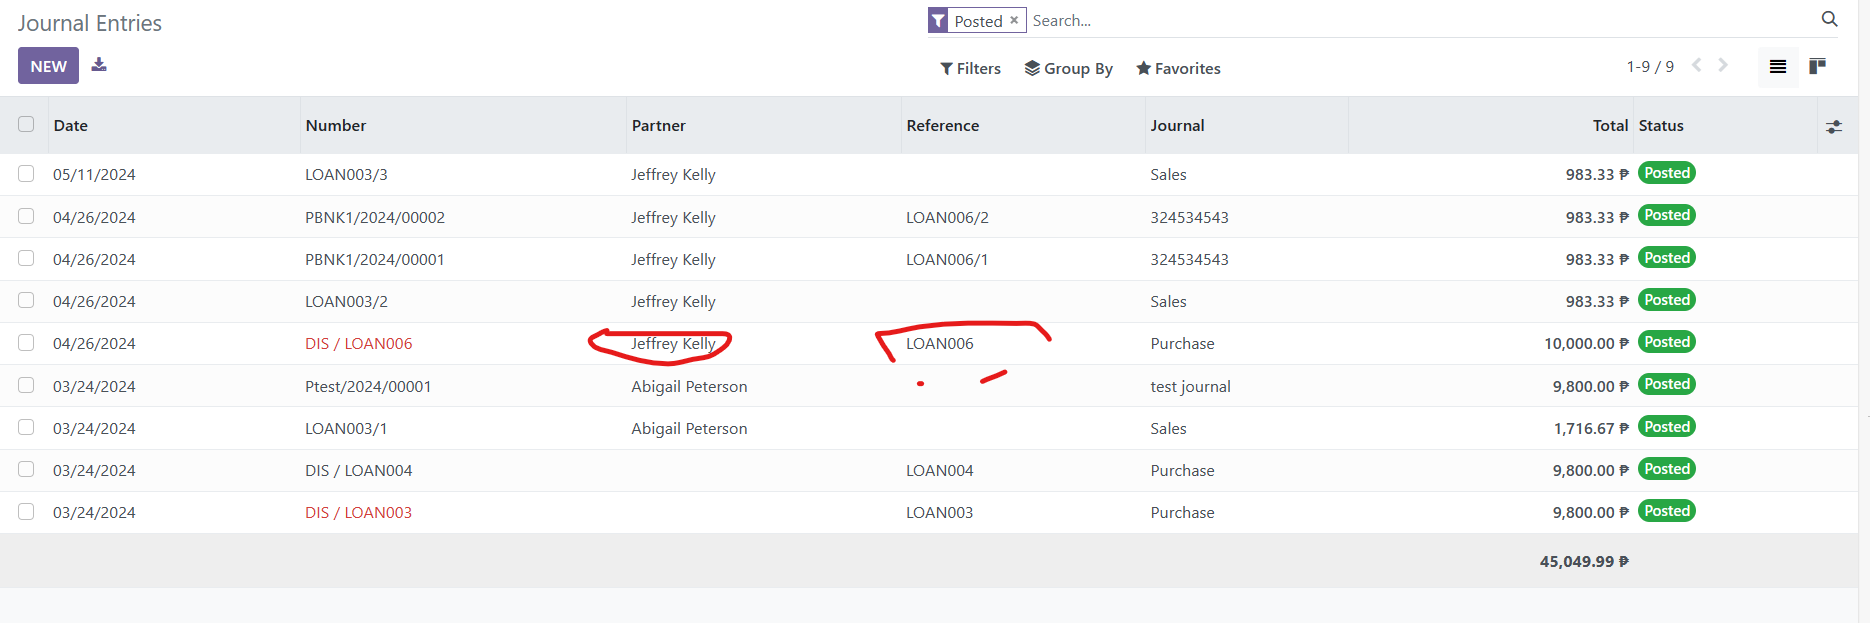 Journal Entries
Posted × Search...
NEW
Filters Group By Favorites
1-9 / 9
Date Number Partner Reference Journal Total Status
05/11/2024 LOAN003/3 Jeffrey Kelly Sales 983.33 ₱ Posted
04/26/2024 PBNK1/2024/00002 Jeffrey Kelly LOAN006/2 324534543 983.33 ₱ Posted
04/26/2024 PBNK1/2024/00001 Jeffrey Kelly LOAN006/1 324534543 983.33 ₱ Posted
04/26/2024 LOAN003/2 Jeffrey Kelly Sales 983.33 ₱ Posted
04/26/2024 DIS / LOAN006 Jeffrey Kelly LOAN006 Purchase 10,000.00 ₱ Posted
03/24/2024 Ptest/2024/00001 Abigail Peterson test journal 9,800.00 ₱ Posted
03/24/2024 LOAN003/1 Abigail Peterson Sales 1,716.67 ₱ Posted
03/24/2024 DIS / LOAN004 LOAN004 Purchase 9,800.00 ₱ Posted
03/24/2024 DIS / LOAN003 LOAN003 Purchase 9,800.00 ₱ Posted
45,049.99 ₱